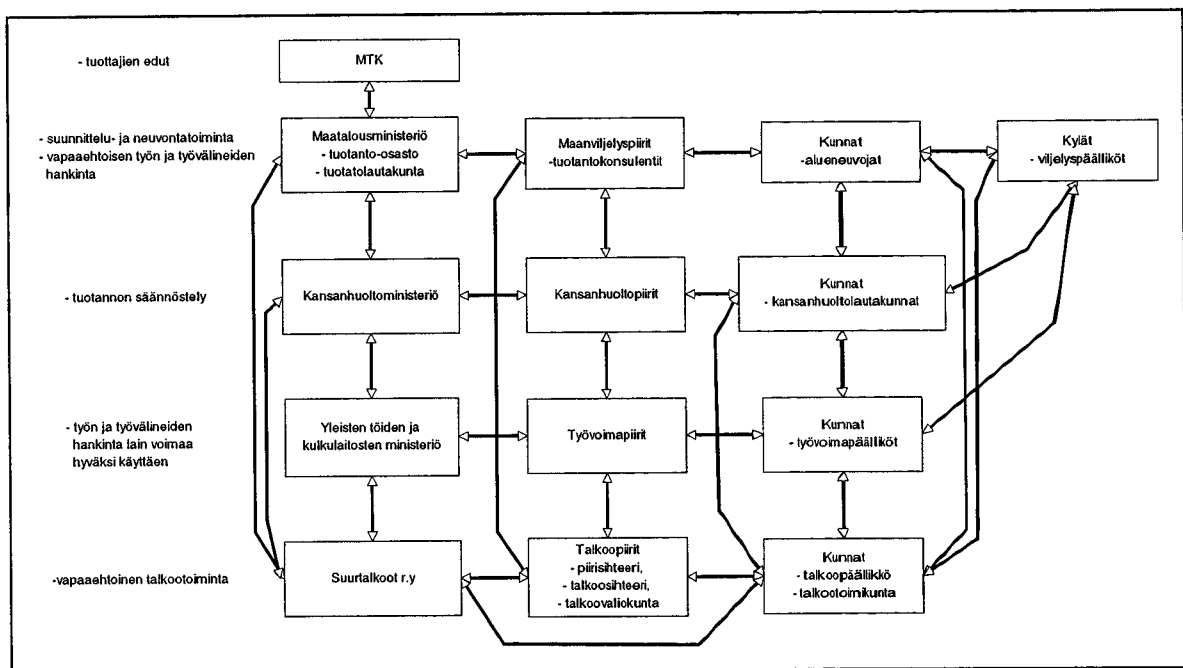 - tuottajien edut
MTK
- suunnittelu- ja neuvontatoiminta
- vapaaehtoisen työn ja työvälineiden
hankinta
Maatalousministeriö
- tuotanto-osasto
- tuotatolautakunta
Maanviljelyspiirit
-tuotantokonsulentit
Kunnat
-alueneuvojat
Kylät
- viljelyspäälliköt
- tuotannon säännöstely
Kansanhuoltoministeriö
Kansanhuoltopiirit
Kunnat
- kansanhuoltolautakunnat
- työn ja työvälineiden
hankinta lain voimaa
hyväksi käyttäen
Yleisten töiden ja
kulkulaitosten ministeriö
Työvoimapiirit
Kunnat
- työvoimapäälliköt
-vapaaehtoinen talkootoiminta
Suurtalkoot r.y
Talkoopiirit
- piirisihteeri,
- talkoosihteeri,
- talkoovaliokunta
Kunnat
- talkoopäällikkö
- talkootoimikunta